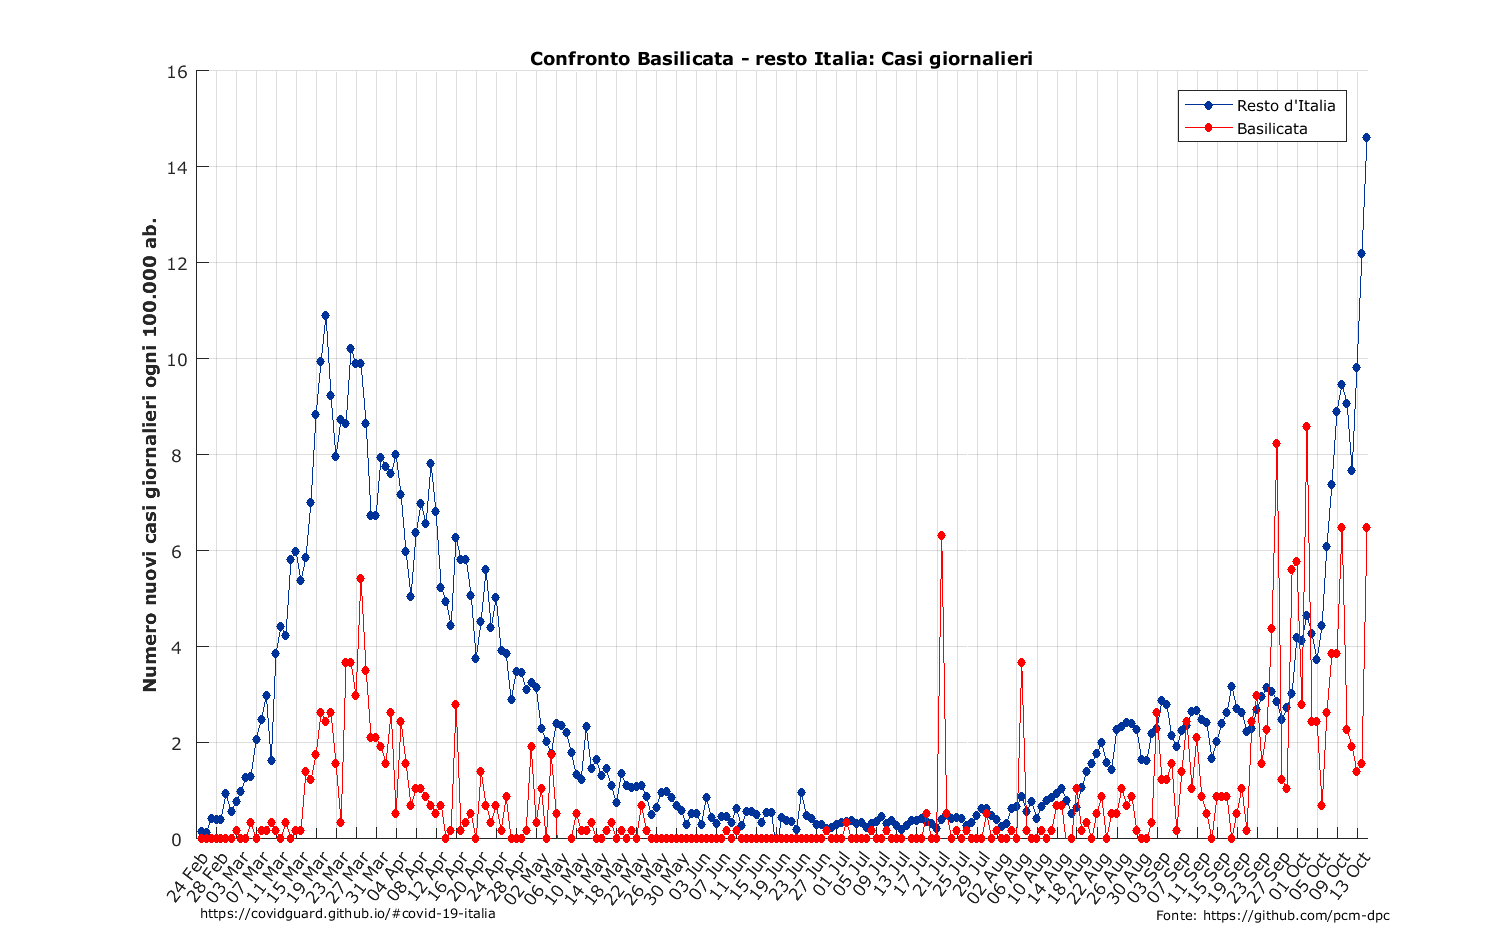 Confronto Basilicata - resto Italia: Casi giornalieri
Numero nuovi casi giornalieri ogni 100.000 ab.
16
14
12
10
8
6
4
2
0
Resto d'Italia
Basilicata
24 Feb
28 Feb
03 Mar
07 Mar
11 Mar
15 Mar
19 Mar
23 Mar
27 Mar
31 Mar
04 Apr
08 Apr
12 Apr
16 Apr
20 Apr
24 Apr
28 Apr
02 May
06 May
10 May
14 May
18 May
22 May
26 May
30 May
03 Jun
07 Jun
11 Jun
15 Jun
19 Jun
23 Jun
27 Jun
01 Jul
05 Jul
09 Jul
13 Jul
17 Jul
21 Jul
25 Jul
29 Jul
02 Aug
06 Aug
10 Aug
14 Aug
18 Aug
22 Aug
26 Aug
30 Aug
03 Sep
07 Sep
11 Sep
15 Sep
19 Sep
23 Sep
27 Sep
01 Oct
05 Oct
09 Oct
13 Oct
https://covidguard.github.io/#covid-19-italia
Fonte: https://github.com/pcm-dpc